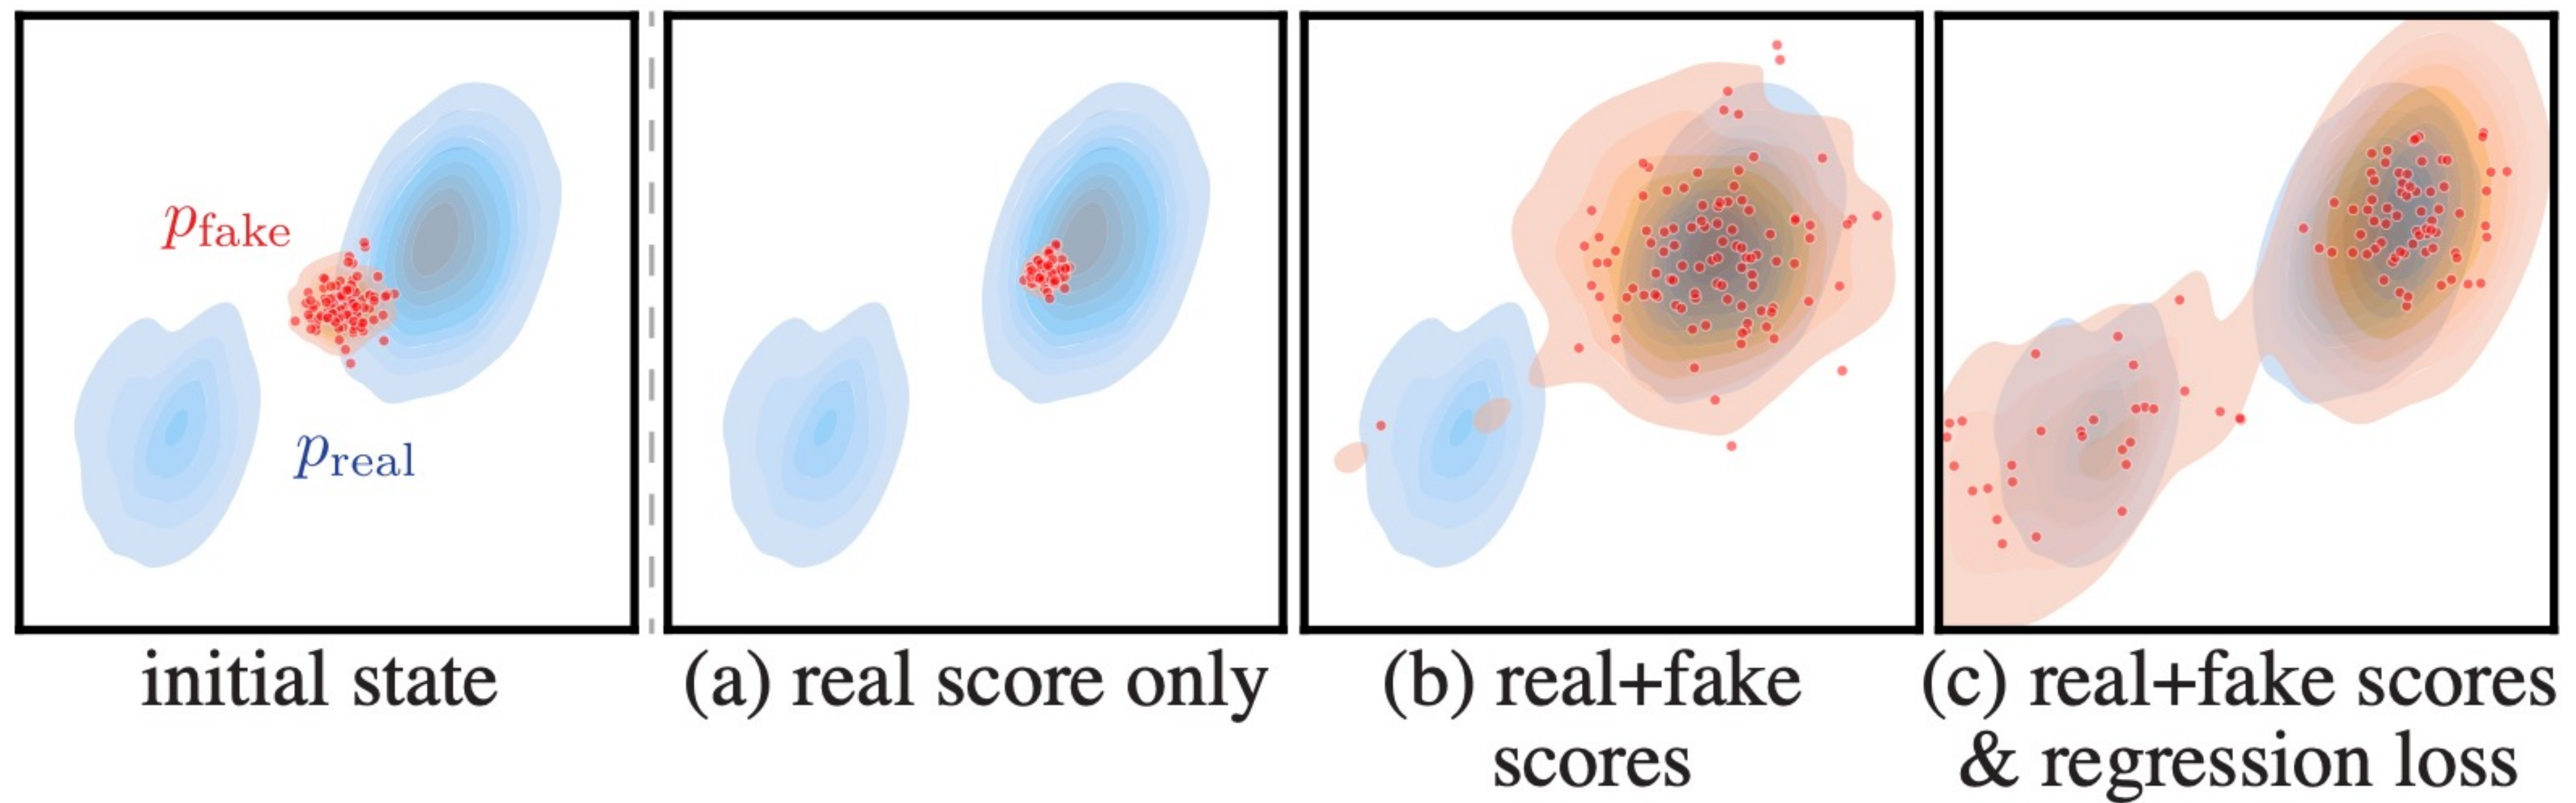 p_fake
p_real
initial state
(a) real score only
(b) real+fake
scores
(c) real+fake scores
& regression loss